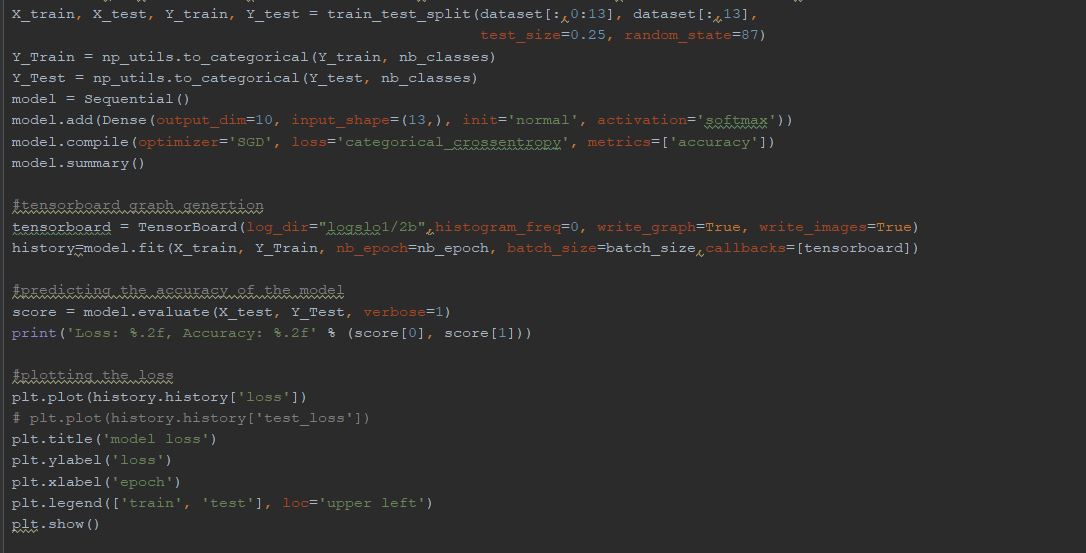 X_train, X_test, Y_train, Y_test = train_test_split(dataset[:,0:13], dataset[:,13],
test_size=0.25, random_state=87)
Y_Train = np_utils.to_categorical(Y_train, nb_classes)
Y_Test = np_utils.to_categorical(Y_test, nb_classes)
model = Sequential()
model.add(Dense(output_dim=10, input_shape=(13,), init='normal', activation='softmax'))
model.compile(optimizer='SGD', loss='categorical_crossentropy', metrics=['accuracy'])
model.summary()
#tensorboard graph genertion
tensorboard = TensorBoard(log_dir="logslo1/2b",histogram_freq=0, write_graph=True, write_images=True)
history=model.fit(X_train, Y_Train, nb_epoch=nb_epoch, batch_size=batch_size,callbacks=[tensorboard])
#predicting the accuracy of the model
score = model.evaluate(X_test, Y_Test, verbose=1)
print('Loss: %.2f, Accuracy: %.2f' % (score[0], score[1]))
#plotting the loss
plt.plot(history.history['loss'])
# plt.plot(history.history['test_loss'])
plt.title('model loss')
plt.ylabel('loss')
plt.xlabel('epoch')
plt.legend(['train', 'test'], loc='upper left')
plt.show()